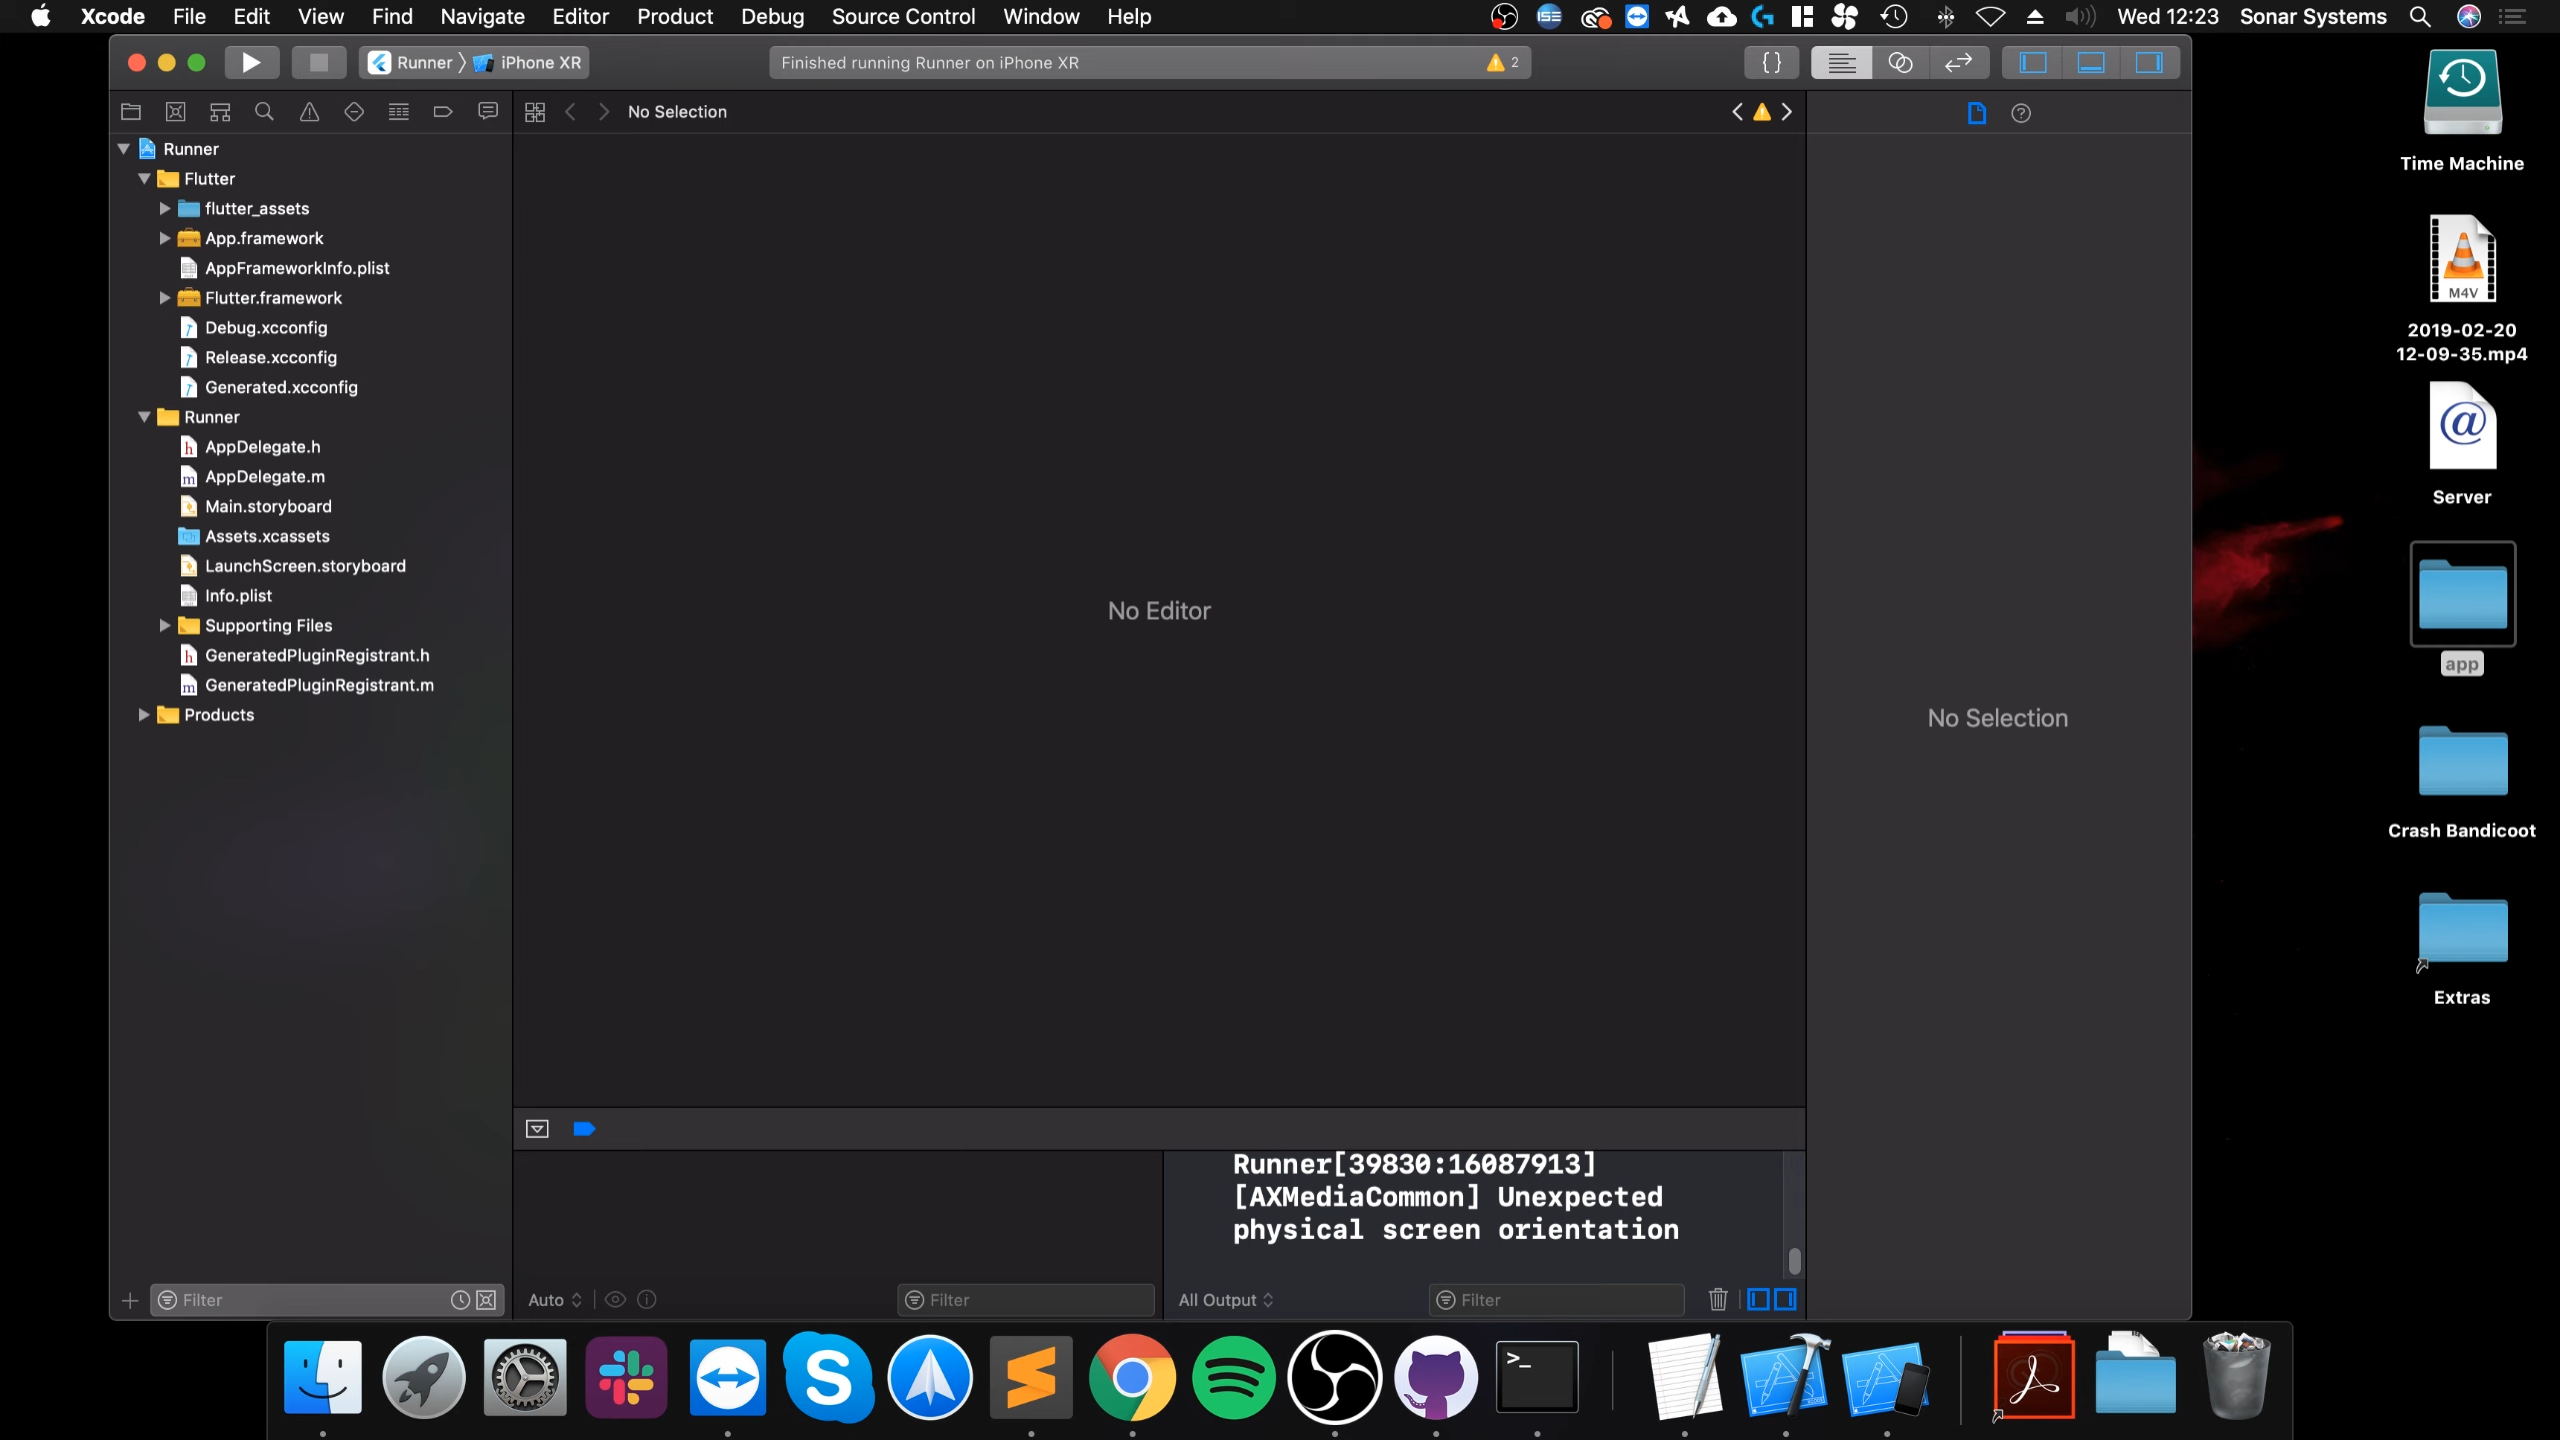 Xcode File Edit View Find Navigate Editor Product Debug Source Control Window Help
ISE
Wed 12:23 Sonar Systems
Runner iPhone XR
Finished running Runner on iPhone XR
2
{}
No Selection
Runner
Flutter
flutter_assets
App.framework
AppFrameworkInfo.plist
Flutter.framework
Debug.xcconfig
Release.xcconfig
Generated.xcconfig
Runner
h AppDelegate.h
m AppDelegate.m
Main.storyboard
Assets.xcassets
LaunchScreen.storyboard
Info.plist
Supporting Files
h GeneratedPluginRegistrant.h
m GeneratedPluginRegistrant.m
Products
Filter
No Editor
Runner[39830:16087913]
[AXMediaCommon] Unexpected
physical screen orientation
Auto
Filter
All Output
Filter
No Selection
Time Machine
M4V
2019-02-20
12-09-35.mp4
@
Server
app
Crash Bandicoot
Extras
S
>_